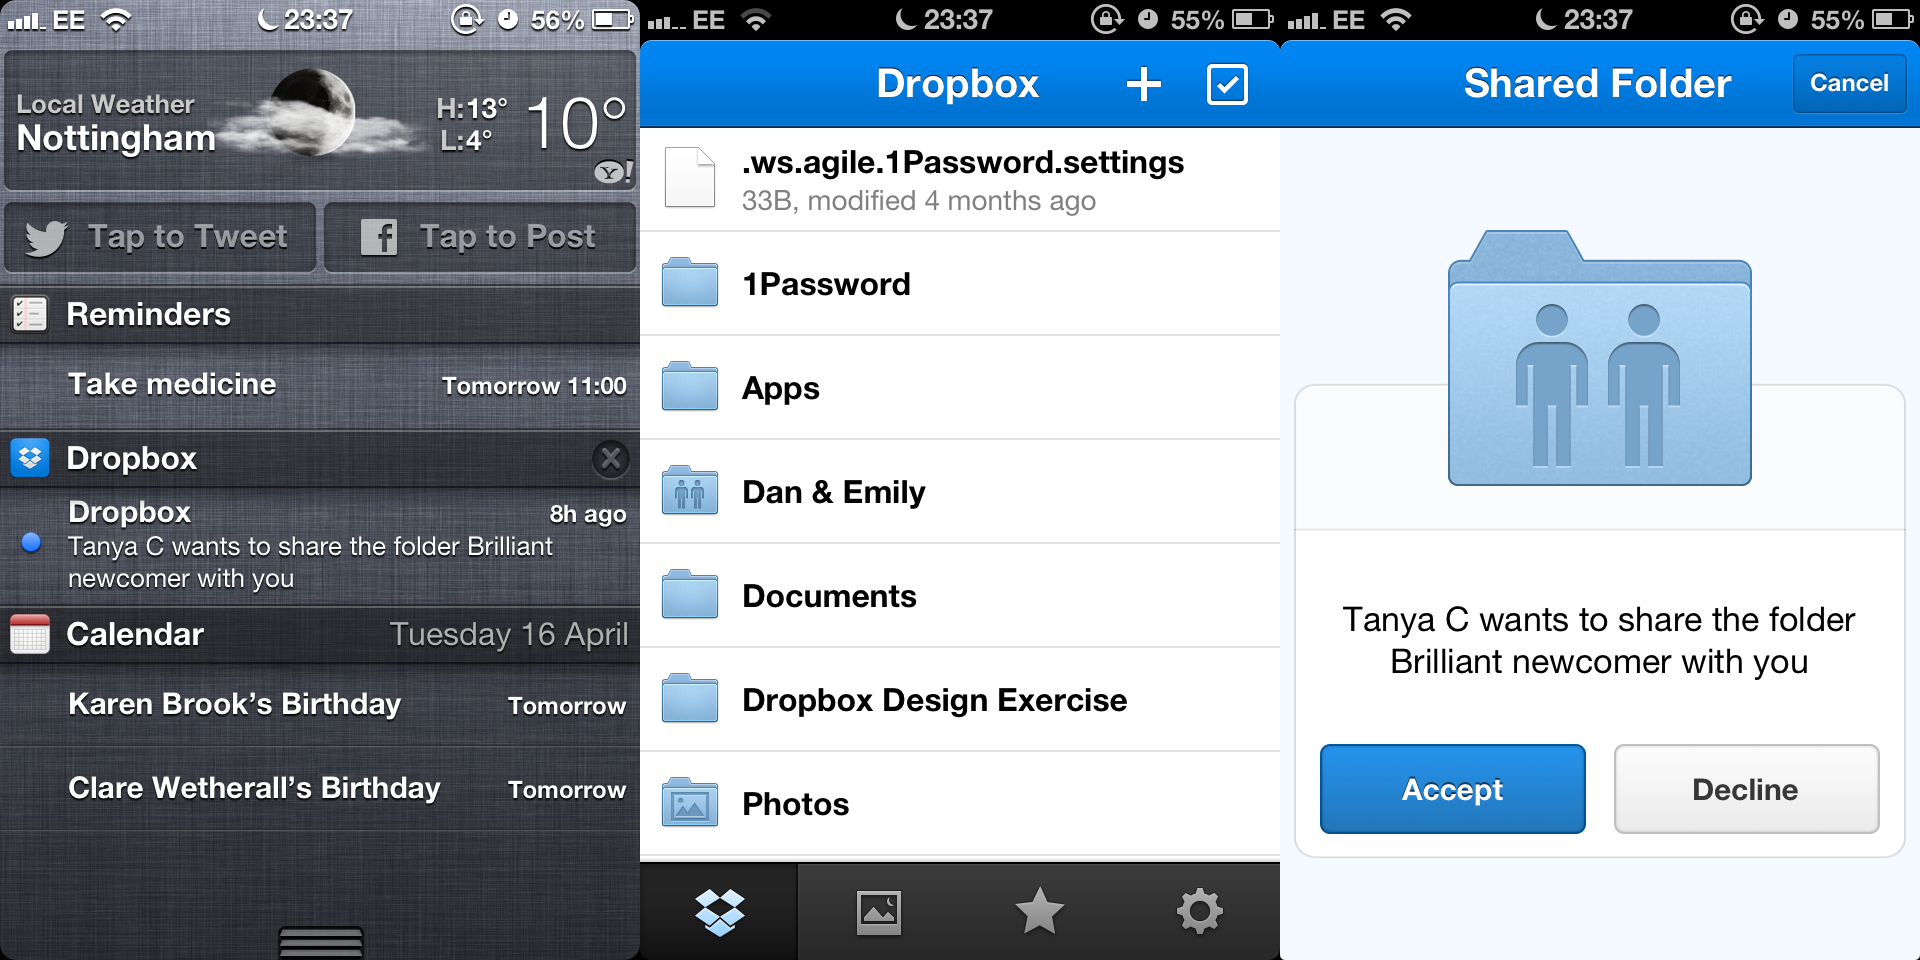 EE 23:37 56%
Local Weather
Nottingham
H:13°
L:4°
10°
Y!
Tap to Tweet
Tap to Post
Reminders
Take medicine Tomorrow 11:00
Dropbox
Dropbox 8h ago
Tanya C wants to share the folder Brilliant
newcomer with you
Calendar Tuesday 16 April
Karen Brook’s Birthday Tomorrow
Clare Wetherall’s Birthday Tomorrow
EE 23:37 55%
Dropbox
.ws.agile.1Password.settings
33B, modified 4 months ago
1Password
Apps
Dan & Emily
Documents
Dropbox Design Exercise
Photos
EE 23:37 55%
Shared Folder Cancel
Tanya C wants to share the folder
Brilliant newcomer with you
Accept Decline